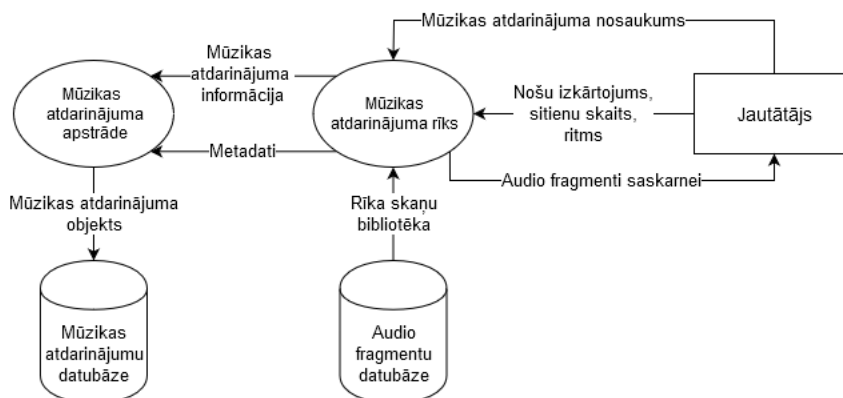 Mūzikas atdarinājuma nosaukums
Mūzikas
atdarinājuma
informācija
Mūzikas
atdarinājuma
apstrāde
Mūzikas
atdarinājuma rīks
Nošu izkārtojums,
sitienu skaits,
ritms
Jautātājs
Metadati
Audio fragmenti saskarnei
Mūzikas atdarinājuma
objekts
Rīka skaņu
bibliotēka
Mūzikas
atdarinājumu
datubāze
Audio
fragmentu
datubāze